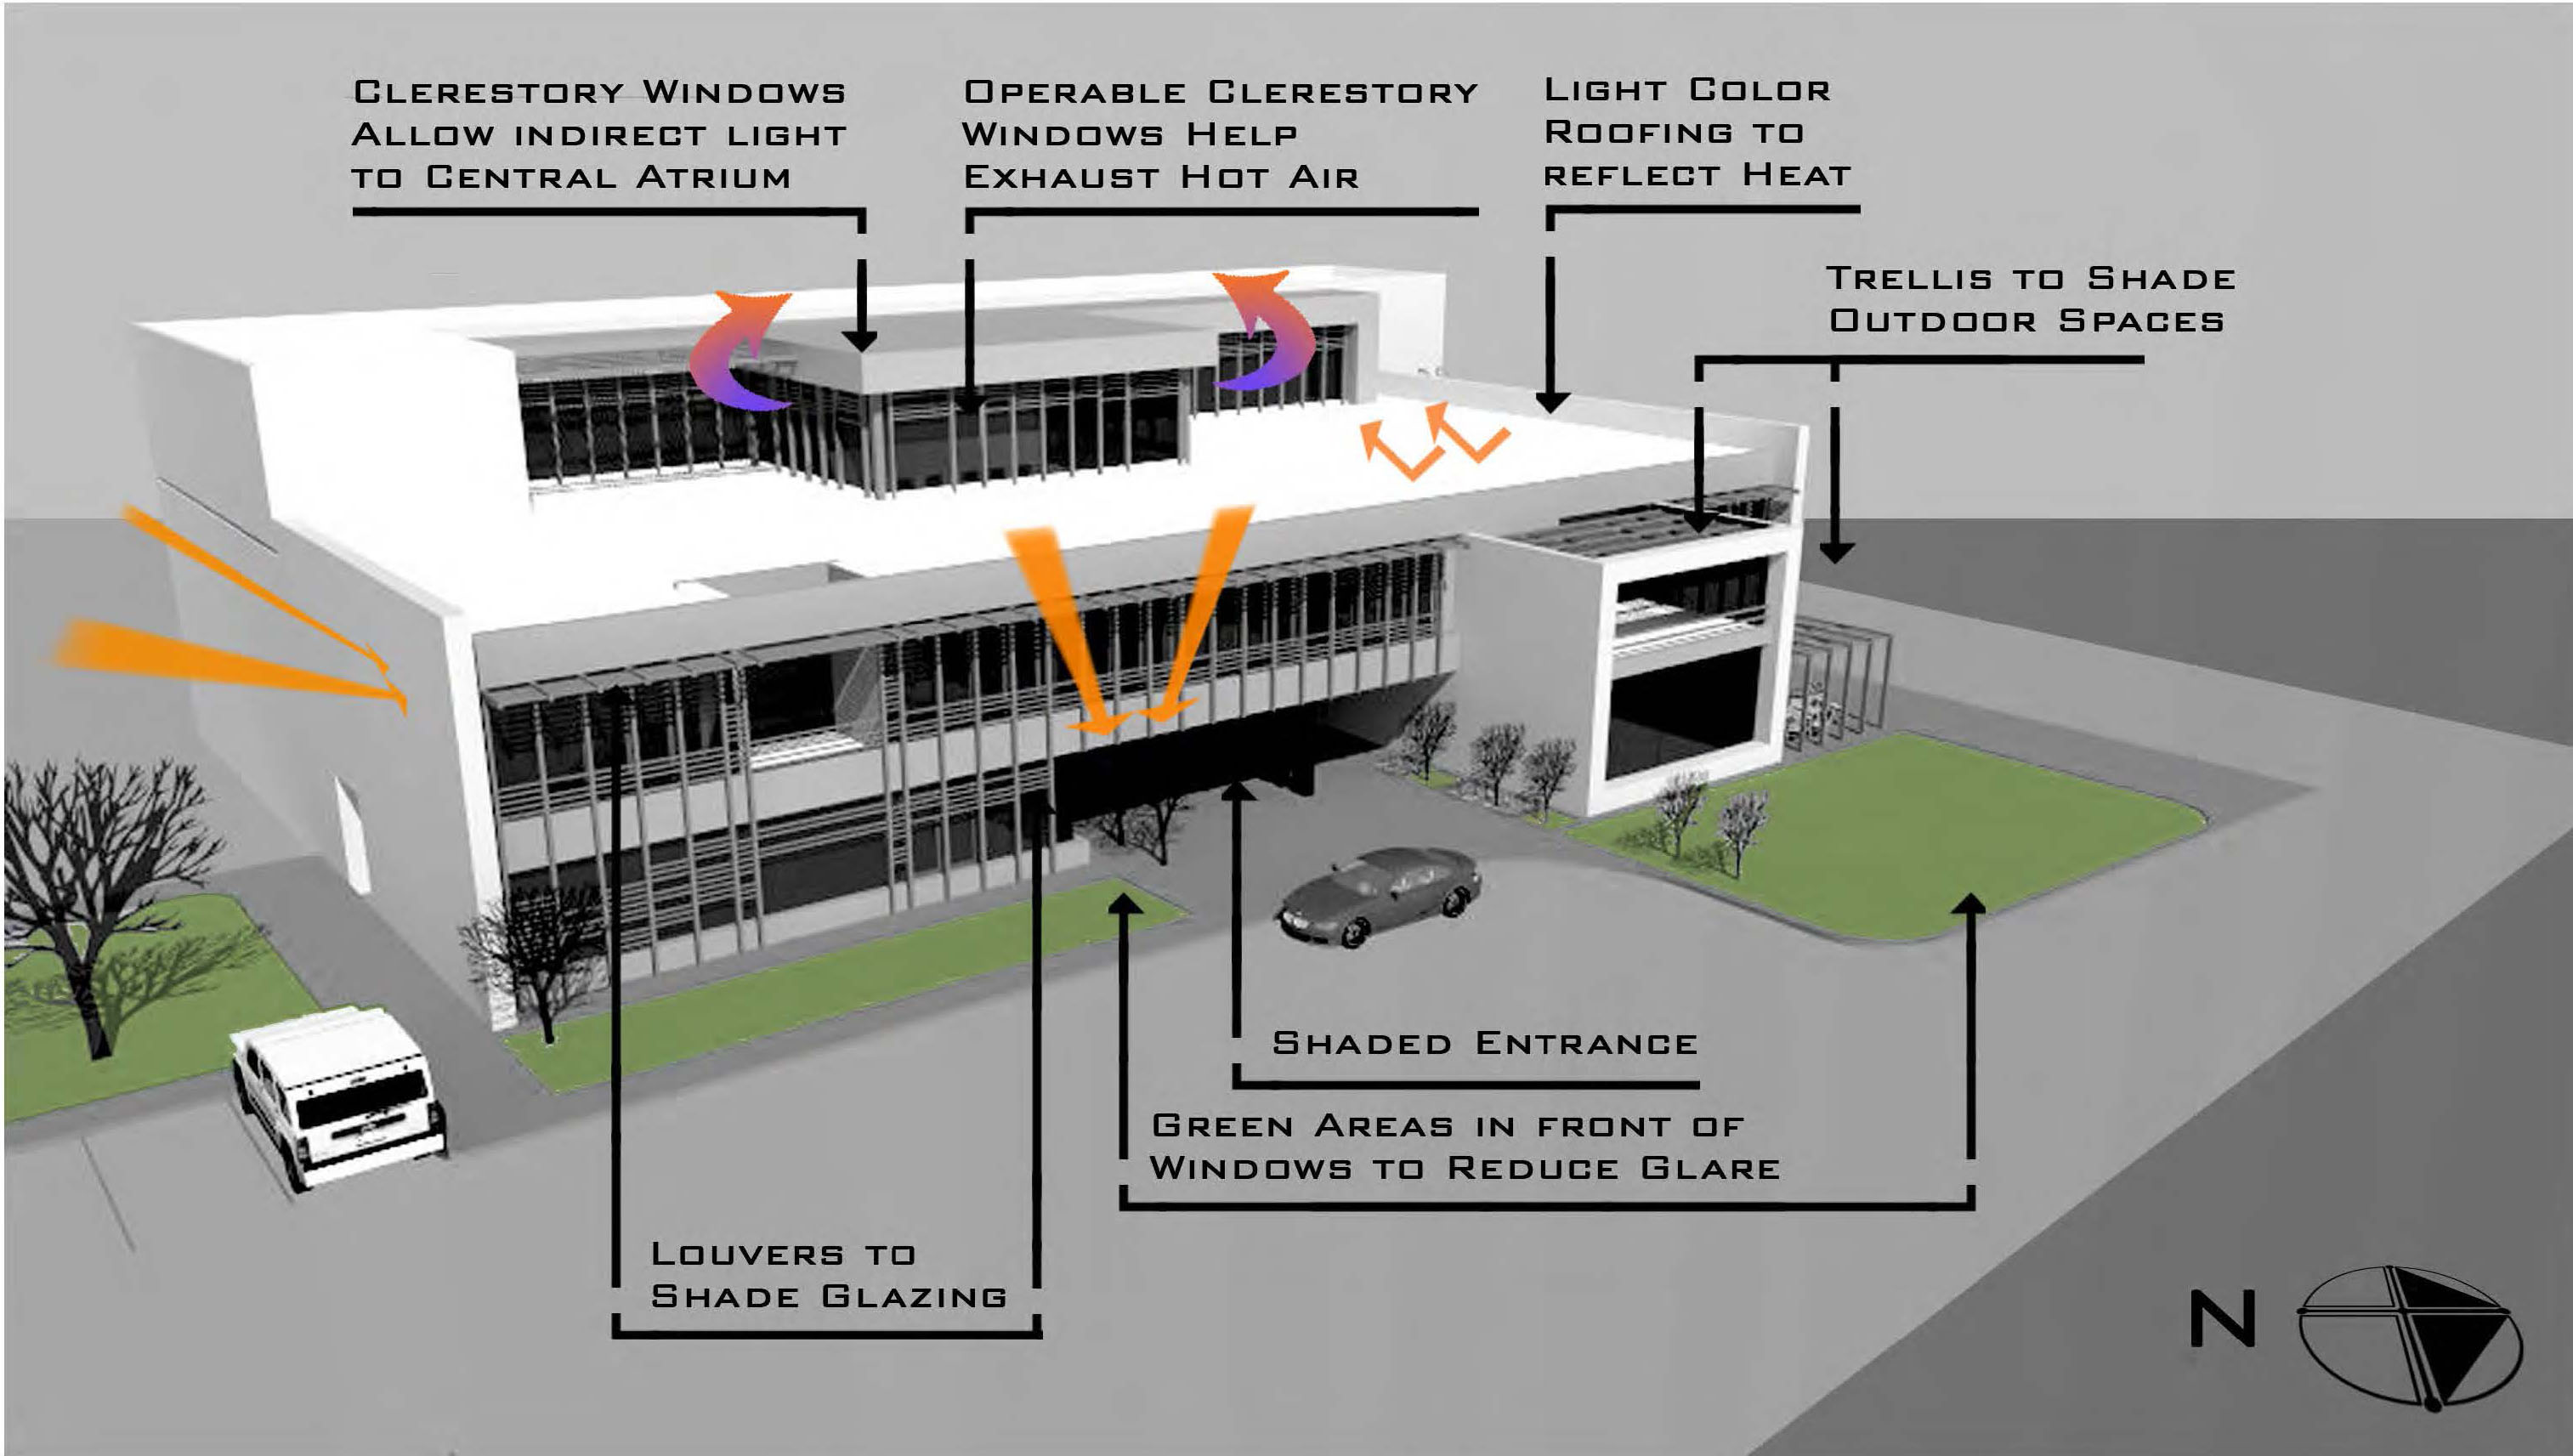 Clerestory Windows
Allow indirect light
to Central Atrium
Operable Clerestory
Windows Help
Exhaust Hot Air
Light Color
Roofing to
reflect Heat
Trellis to Shade
Outdoor Spaces
Shaded Entrance
Green Areas in front of
Windows to Reduce Glare
Louvers to
Shade Glazing
N